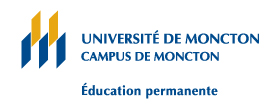 UNIVERSITÉ DE MONCTON
CAMPUS DE MONCTON
Éducation permanente